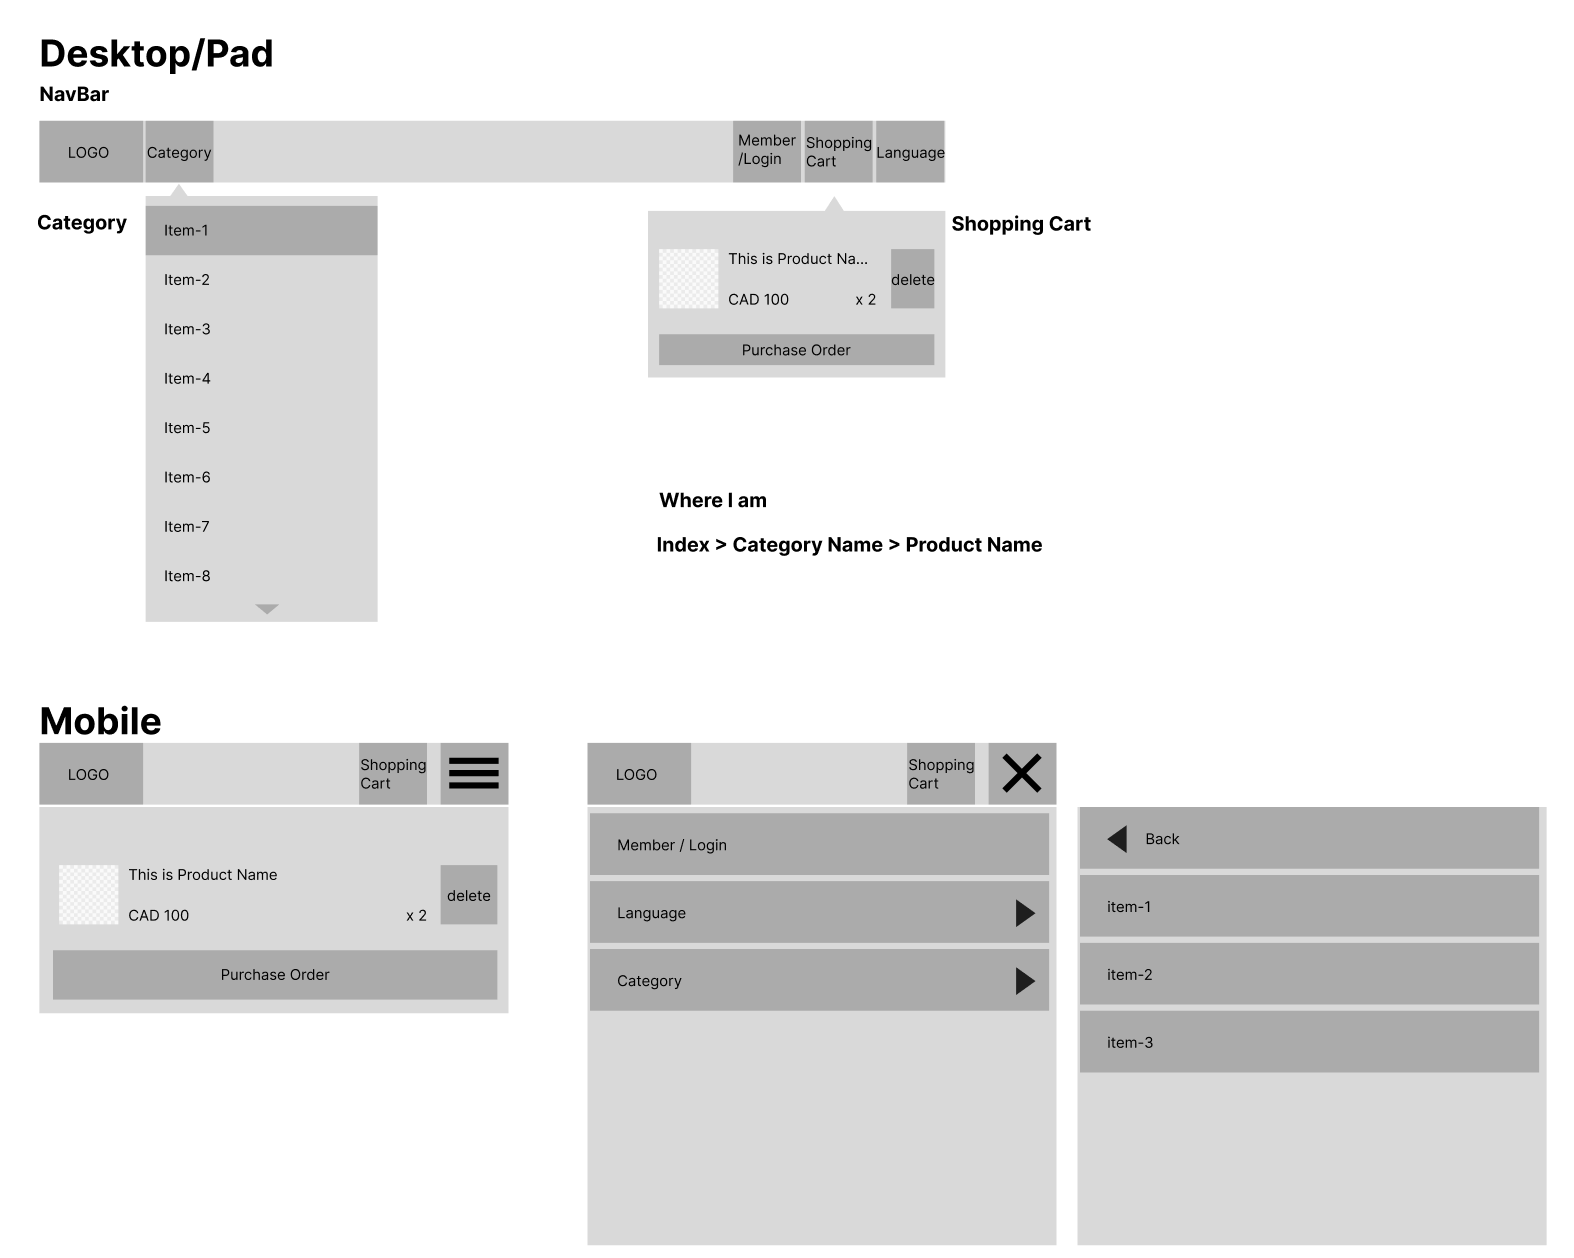 Desktop/Pad
NavBar
LOGO
Category
Member
/Login
Shopping
Cart
Language
Category
Item-1
Item-2
Item-3
Item-4
Item-5
Item-6
Item-7
Item-8
Shopping Cart
This is Product Na...
CAD 100
x 2
delete
Purchase Order
Where I am
Index > Category Name > Product Name
Mobile
LOGO
Shopping
Cart
This is Product Name
CAD 100
x 2
delete
Purchase Order
LOGO
Shopping
Cart
Member / Login
Language
Category
Back
item-1
item-2
item-3